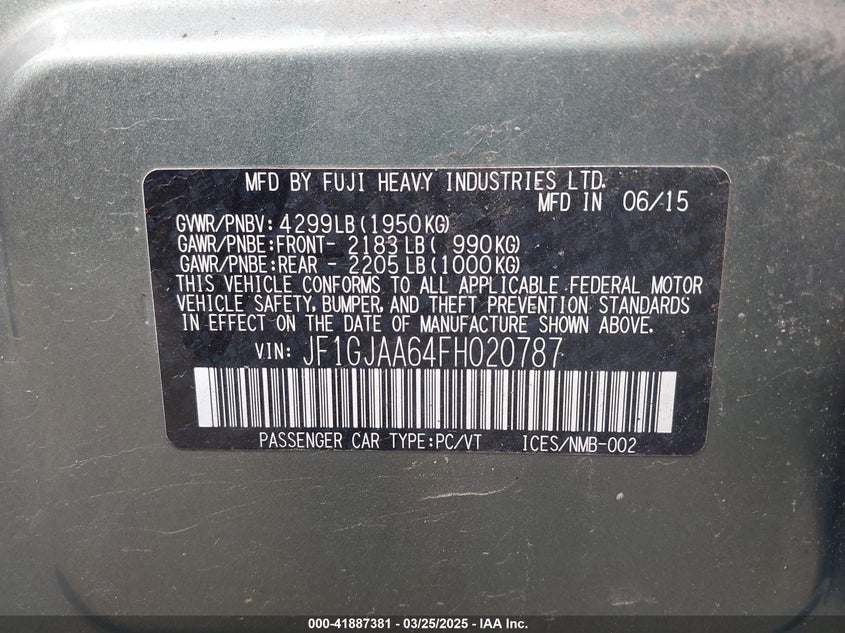 MFD BY FUJI HEAVY INDUSTRIES LTD.
MFD IN 06/15
GVWR/PNBV: 4299LB (1950KG)
GAWR/PNBE: FRONT- 2183 LB ( 990KG)
GAWR/PNBE: REAR - 2205 LB (1000KG)
THIS VEHICLE CONFORMS TO ALL APPLICABLE FEDERAL MOTOR
VEHICLE SAFETY, BUMPER, AND THEFT PREVENTION STANDARDS
IN EFFECT ON THE DATE OF MANUFACTURE SHOWN ABOVE.
VIN: JF1GJAA64FH020787
PASSENGER CAR TYPE:PC/VT ICES/NMB-002
000-41887381 - 03/25/2025 - IAA Inc.